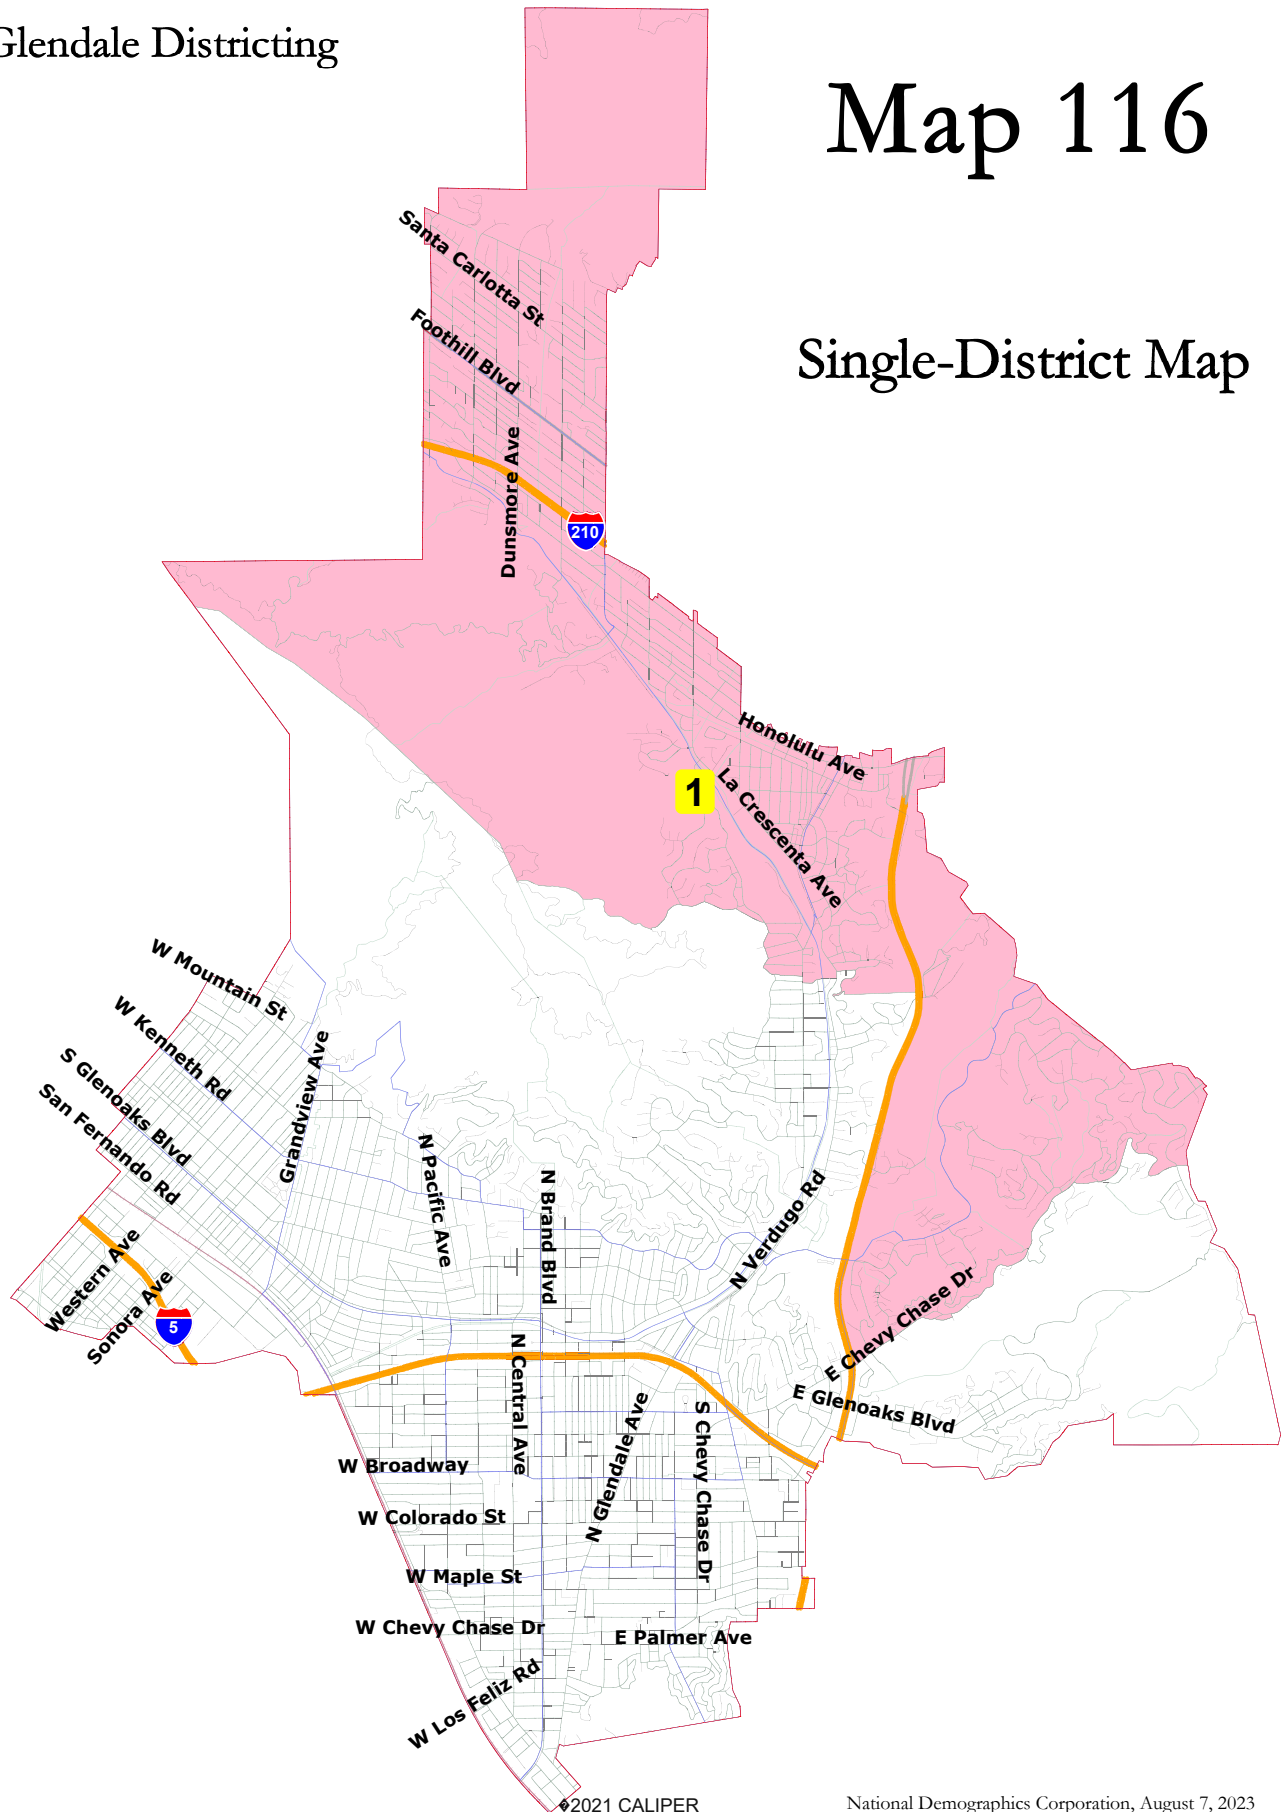 Glendale Districting
Map 116
Single-District Map
Santa Carlotta St
Foothill Blvd
Dunsmore Ave
210
Honolulu Ave
1
La Crescenta Ave
W Mountain St
W Kenneth Rd
S Glenoaks Blvd
San Fernando Rd
Grandview Ave
N Pacific Ave
N Brand Blvd
N Verdugo Rd
Western Ave
Sonora Ave
5
E Chevy Chase Dr
E Glenoaks Blvd
N Central Ave
N Glendale Ave
S Chevy Chase Dr
W Broadway
W Colorado St
W Maple St
W Chevy Chase Dr
E Palmer Ave
W Los Feliz Rd
�2021 CALIPER
National Demographics Corporation, August 7, 2023